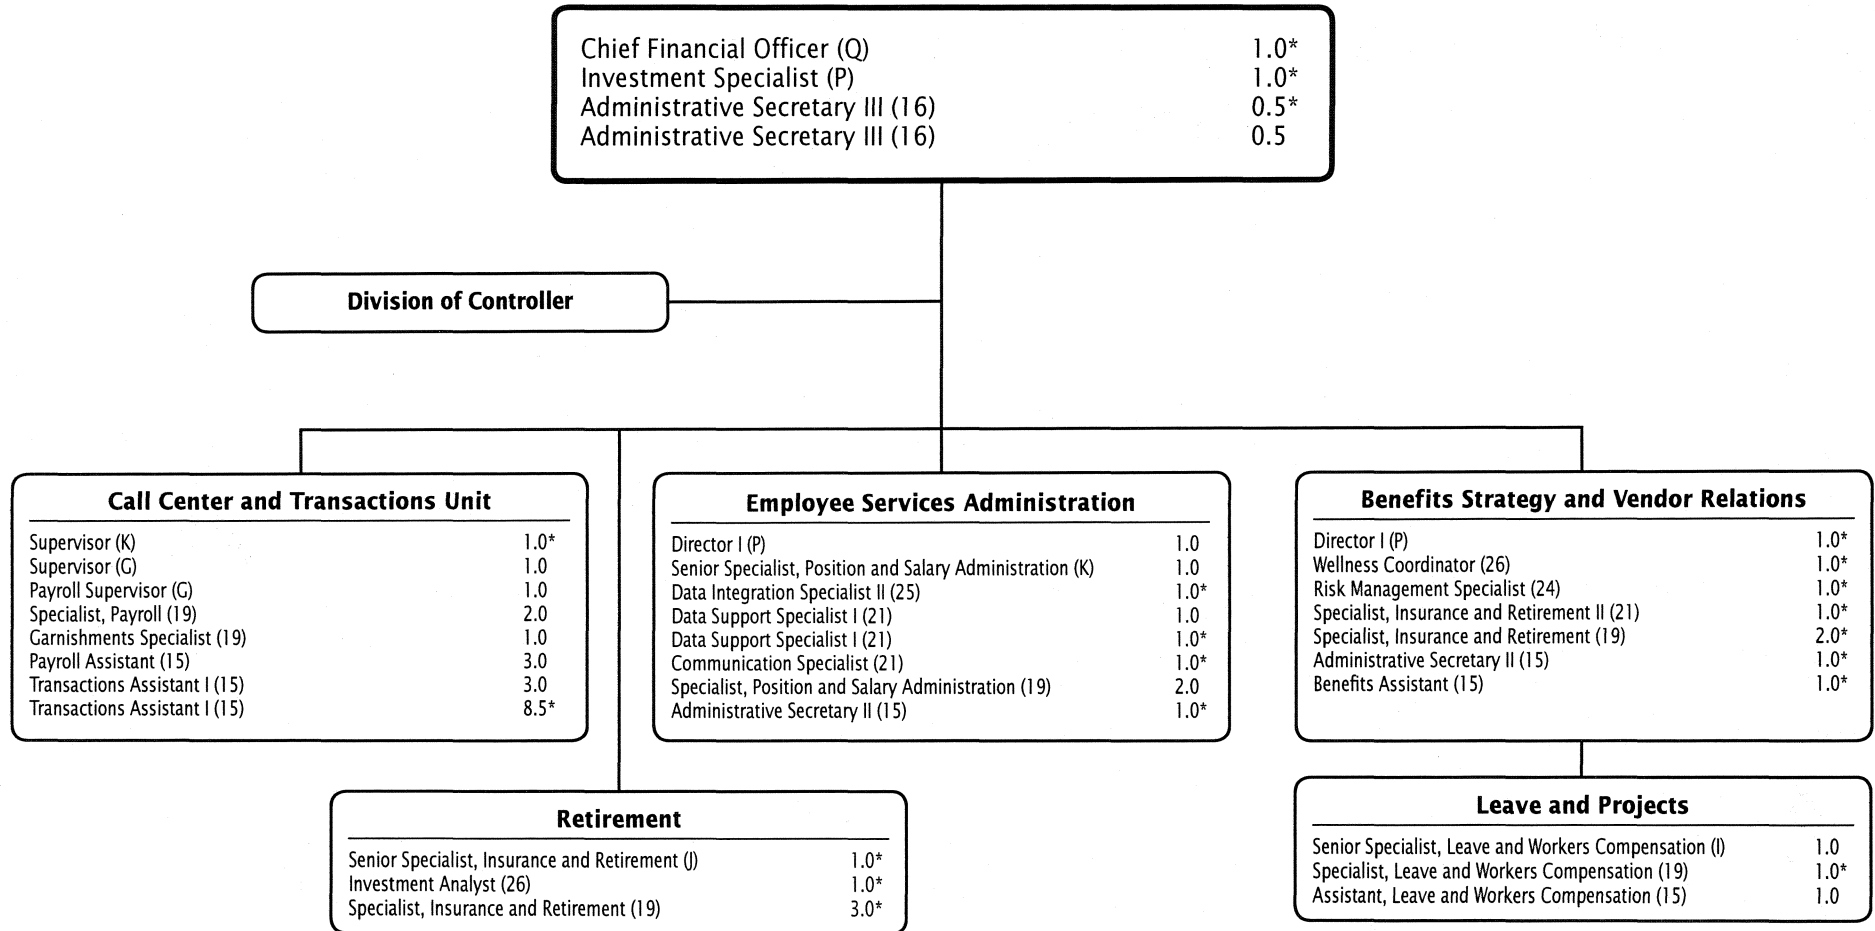 Chief Financial Officer (Q) 1.0*
Investment Specialist (P) 1.0*
Administrative Secretary III (16) 0.5*
Administrative Secretary III (16) 0.5
Division of Controller
Call Center and Transactions Unit
Supervisor (K) 1.0*
Supervisor (G) 1.0
Payroll Supervisor (G) 1.0
Specialist, Payroll (19) 2.0
Garnishments Specialist (19) 1.0
Payroll Assistant (15) 3.0
Transactions Assistant I (15) 3.0
Transactions Assistant I (15) 8.5*
Employee Services Administration
Director I (P) 1.0
Senior Specialist, Position and Salary Administration (K) 1.0
Data Integration Specialist II (25) 1.0*
Data Support Specialist I (21) 1.0
Data Support Specialist I (21) 1.0*
Communication Specialist (21) 1.0*
Specialist, Position and Salary Administration (19) 2.0
Administrative Secretary II (15) 1.0*
Benefits Strategy and Vendor Relations
Director I (P) 1.0*
Wellness Coordinator (26) 1.0*
Risk Management Specialist (24) 1.0*
Specialist, Insurance and Retirement II (21) 1.0*
Specialist, Insurance and Retirement (19) 2.0*
Administrative Secretary II (15) 1.0*
Benefits Assistant (15) 1.0*
Retirement
Senior Specialist, Insurance and Retirement (J) 1.0*
Investment Analyst (26) 1.0*
Specialist, Insurance and Retirement (19) 3.0*
Leave and Projects
Senior Specialist, Leave and Workers Compensation (I) 1.0
Specialist, Leave and Workers Compensation (19) 1.0*
Assistant, Leave and Workers Compensation (15) 1.0